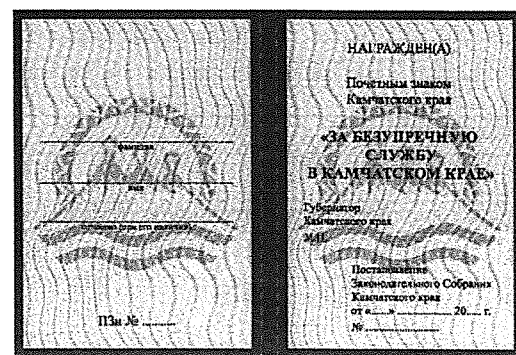 фамилия
имя
отчество (при его наличии)
ПЗн № ..........
НАГРАЖДЕН(А)
Почетным знаком
Камчатского края
«ЗА БЕЗУПРЕЧНУЮ
СЛУЖБУ
В КАМЧАТСКОМ КРАЕ»
Губернатор
Камчатского края
М.П.
Постановление
Законодательного Собрания
Камчатского края
от «.....» ............... 20..... г.
№ ....................